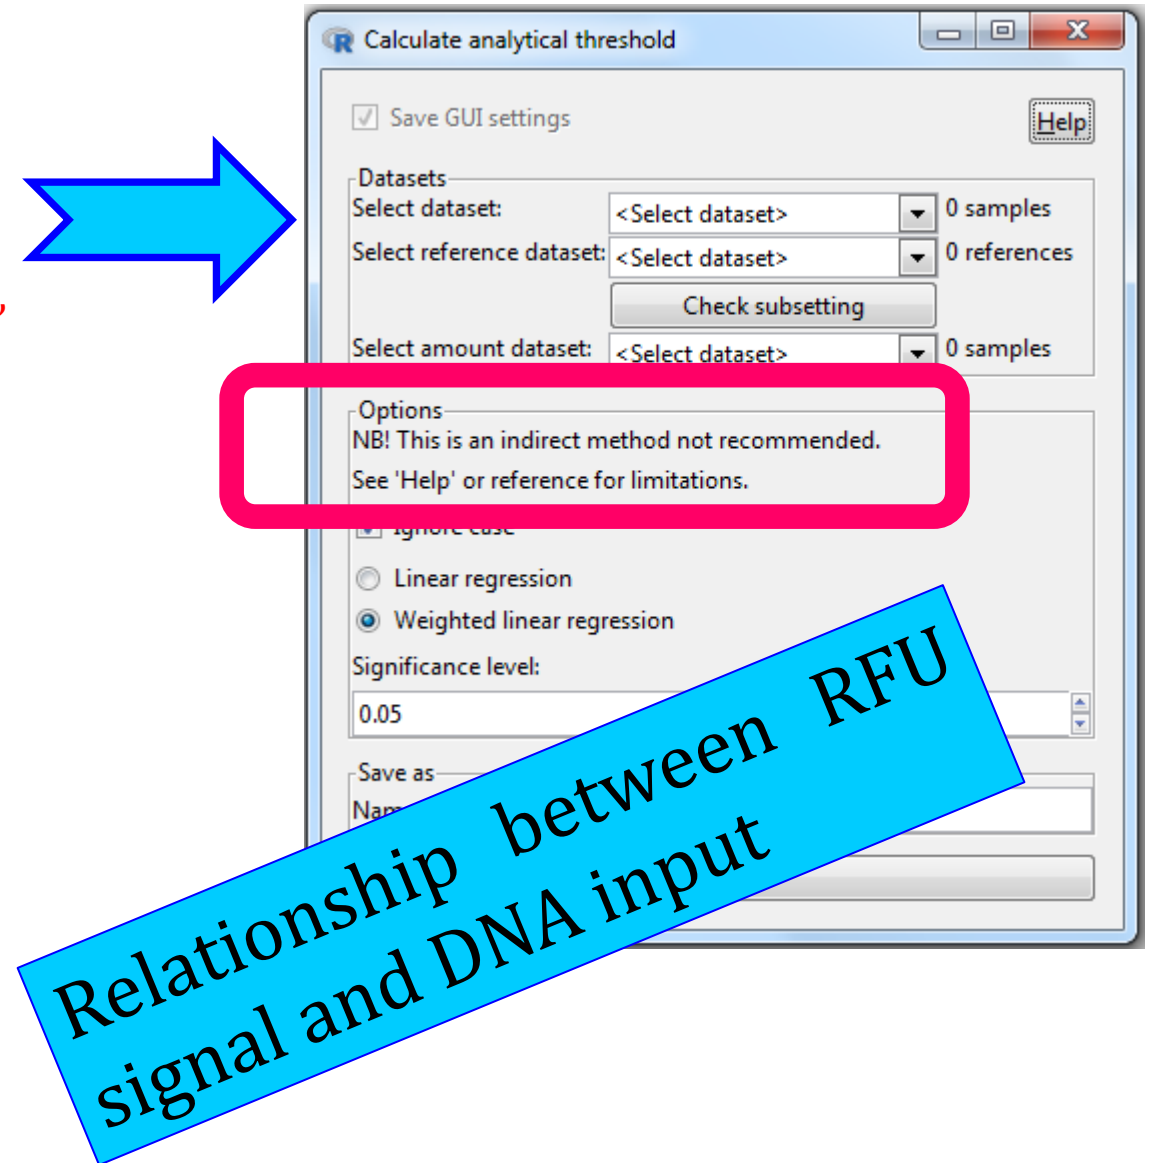 Calculate analytical threshold
Save GUI settings
Help
Datasets
Select dataset:
<Select dataset>
0 samples
Select reference dataset:
<Select dataset>
0 references
Check subsetting
Select amount dataset:
<Select dataset>
0 samples
Options
NB! This is an indirect method not recommended.
See 'Help' or reference for limitations.
Ignore case
Linear regression
Weighted linear regression
Significance level:
0.05
Save as
Relationship between RFU
signal and DNA input